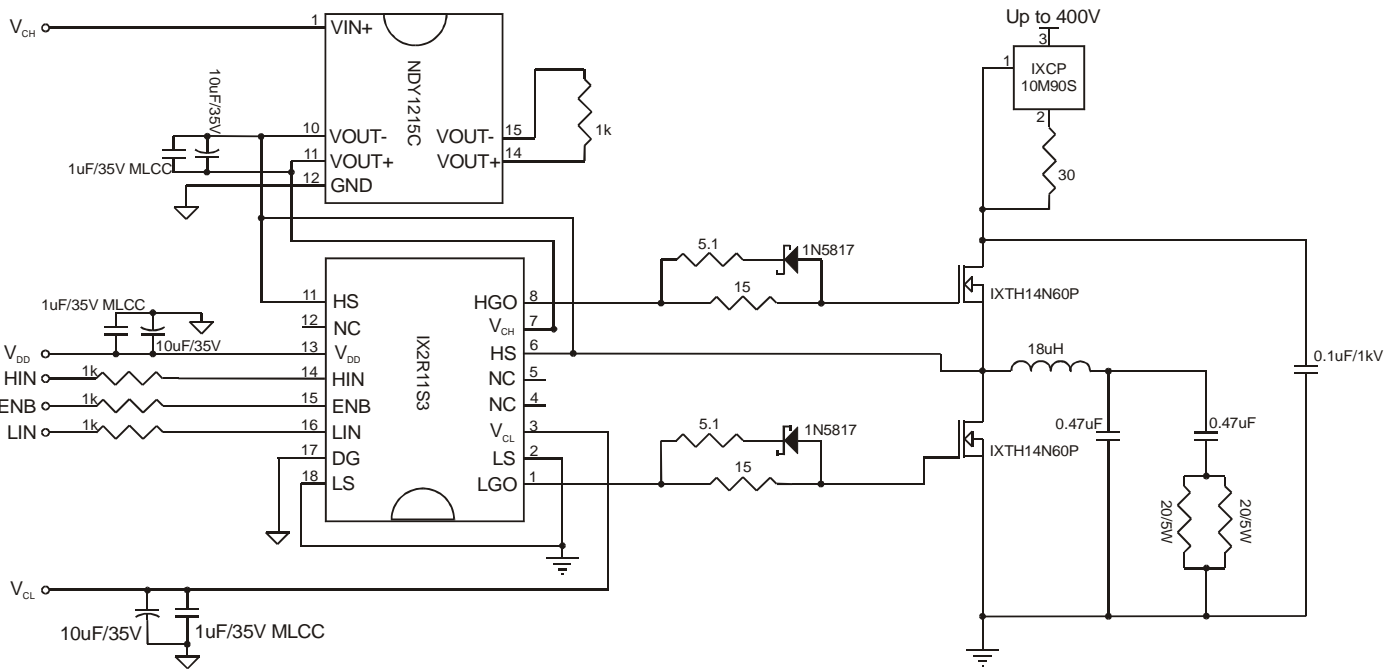 Up to 400V
V_CH
1 VIN+
NDY1215C
3
1
IXCP
10M90S
2
30
10uF/35V
1uF/35V MLCC
10 VOUT-
11 VOUT+
12 GND
VOUT- 15
VOUT+ 14
1k
5.1
1N5817
15
IXTH14N60P
1uF/35V MLCC
10uF/35V
V_DD
HIN
1k
ENB
1k
LIN
1k
11 HS
12 NC
13 V_DD
14 HIN
15 ENB
16 LIN
17 DG
18 LS
IX2R11S3
HGO 8
V_CH 7
HS 6
NC 5
NC 4
V_CL 3
LS 2
LGO 1
18uH
0.1uF/1kV
0.47uF
0.47uF
5.1
1N5817
15
IXTH14N60P
20/5W
20/5W
V_CL
10uF/35V
1uF/35V MLCC